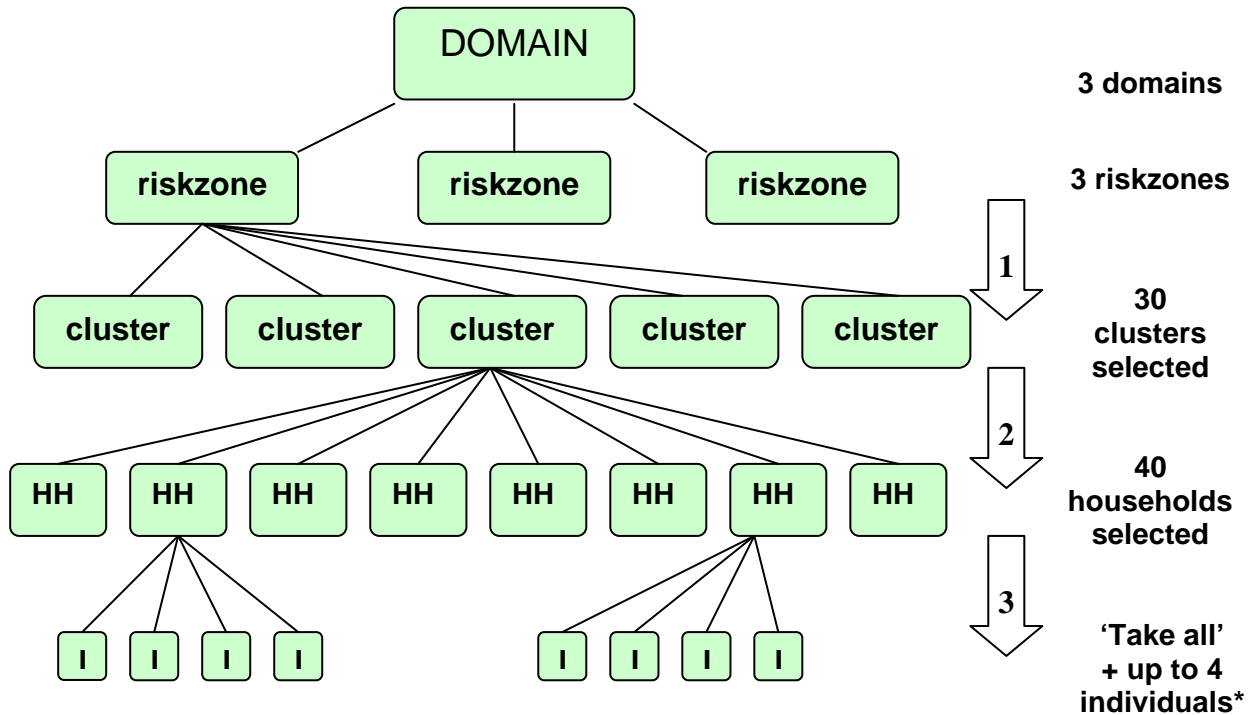 DOMAIN
3 domains
riskzone riskzone riskzone
3 riskzones
1
cluster cluster cluster cluster cluster
30
clusters
selected
2
HH HH HH HH HH HH HH HH
40
households
selected
3
I I I I I I I I
‘Take all’
+ up to 4
individuals*